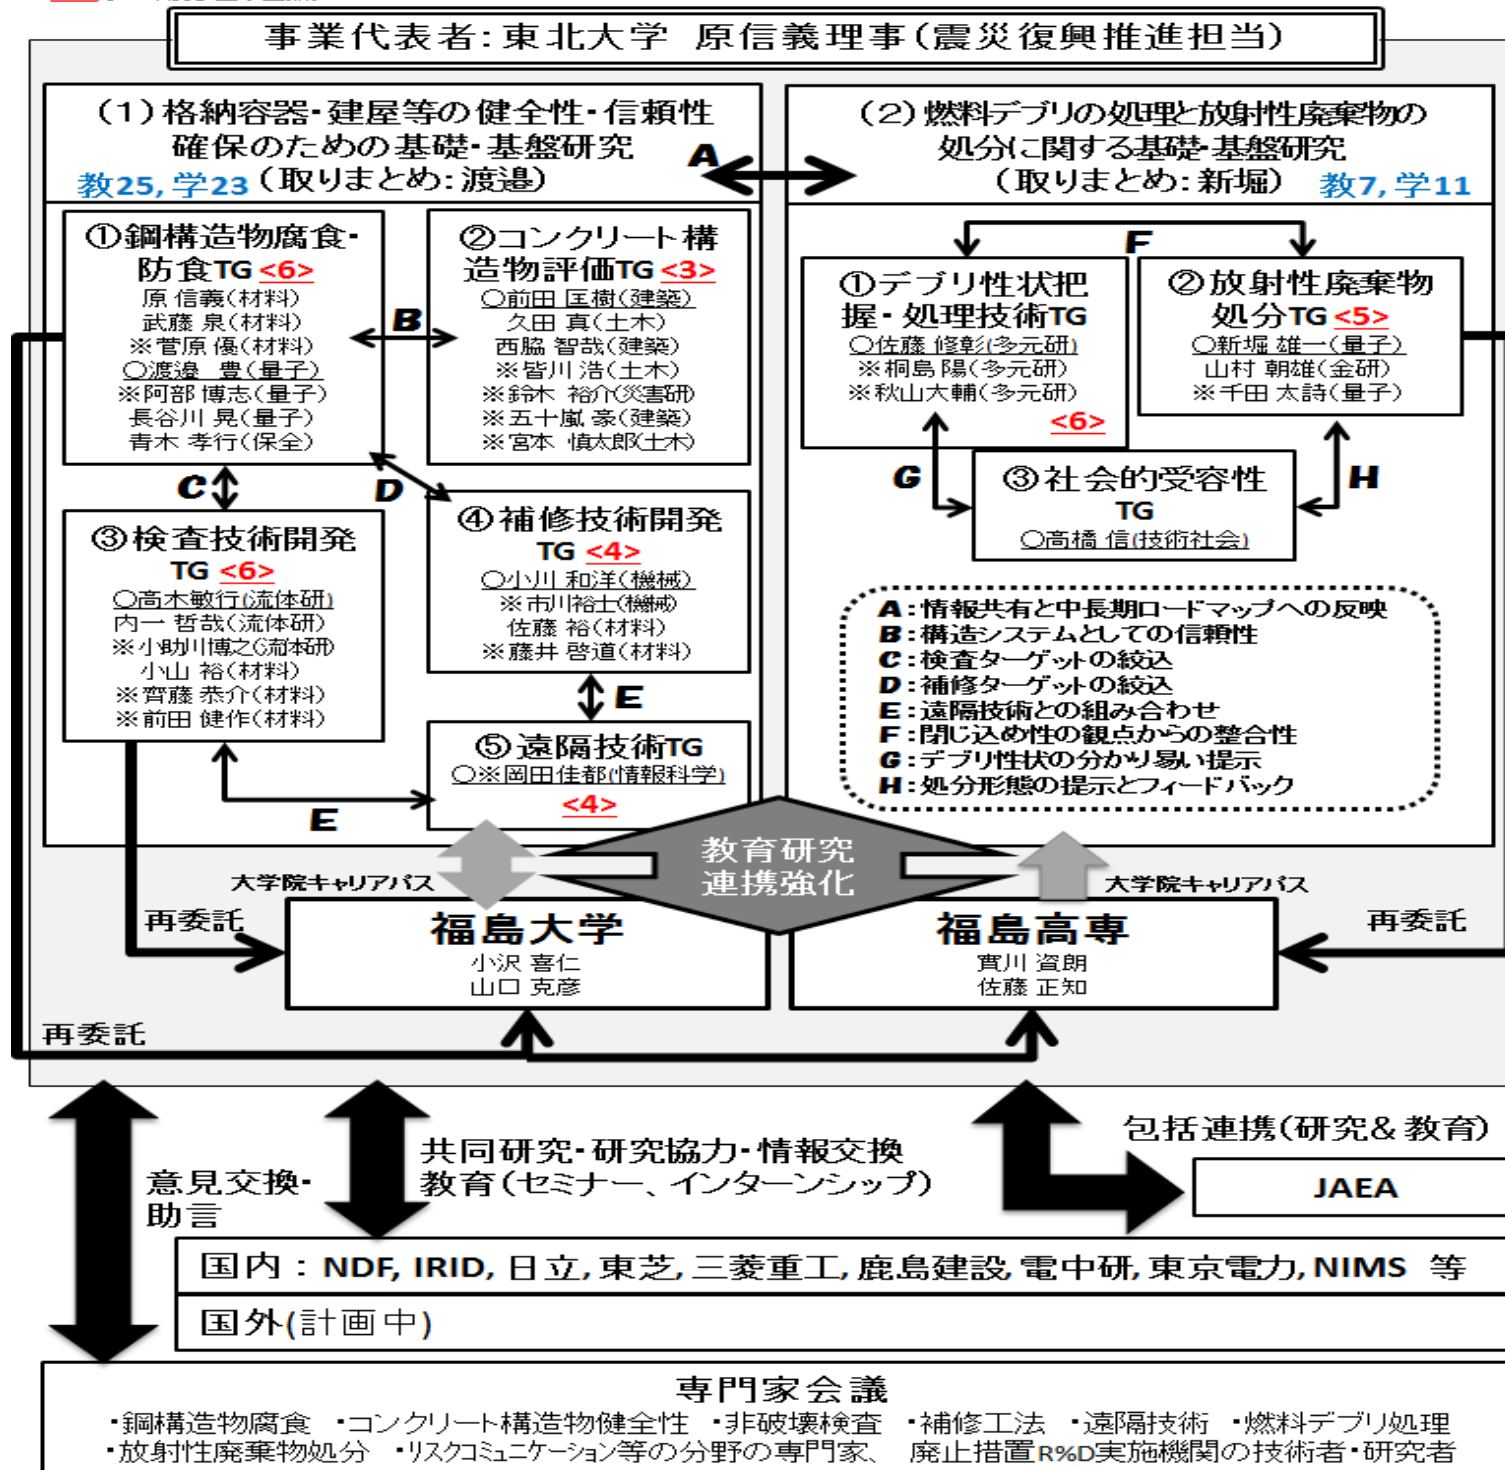 事業代表者：東北大学 原信義理事（震災復興推進担当）
（1）格納容器・建屋等の健全性・信頼性
確保のための基礎・基盤研究
教25, 学23（取りまとめ：渡邉）
A
（2）燃料デブリの処理と放射性廃棄物の
処分に関する基礎・基盤研究
（取りまとめ：新堀） 教7, 学11
①鋼構造物腐食・
防食TG <6>
原 信義（材料）
武藤 泉（材料）
※菅原 優（材料）
○渡邉 豊（量子）
※阿部 博志（量子）
長谷川 晃（量子）
青木 孝行（保全）
B
②コンクリート構
造物評価TG <3>
○前田 匡樹（建築）
久田 真（土木）
西脇 智哉（建築）
※皆川 浩（土木）
※鈴木 裕介（災害研）
※五十嵐 豪（建築）
※宮本 慎太郎（土木）
C
D
③検査技術開発
TG <6>
○高木敏行（流体研）
内一 哲哉（流体研）
※小助川博之（流体研）
小山 裕（材料）
※齊藤 恭介（材料）
※前田 健作（材料）
④補修技術開発
TG <4>
○小川 和洋（機械）
※市川裕士（機械）
佐藤 裕（材料）
※藤井 啓道（材料）
E
⑤遠隔技術TG
○※岡田佳都（情報科学）
<4>
E
F
①デブリ性状把
握・処理技術TG
○佐藤 修彰（多元研）
※桐島 陽（多元研）
※秋山大輔（多元研）
<6>
②放射性廃棄物
処分TG <5>
○新堀 雄一（量子）
山村 朝雄（金研）
※千田 太詩（量子）
G
H
③社会的受容性
TG
○高橋 信（技術社会）
A：情報共有と中長期ロードマップへの反映
B：構造システムとしての信頼性
C：検査ターゲットの絞込
D：補修ターゲットの絞込
E：遠隔技術との組み合わせ
F：閉じ込め性の観点からの整合性
G：デブリ性状の分かり易い提示
H：処分形態の提示とフィードバック
教育研究
連携強化
大学院キャリアパス
大学院キャリアパス
再委託
福島大学
小沢 喜仁
山口 克彦
福島高専
實川 資朗
佐藤 正知
再委託
再委託
意見交換・
助言
共同研究・研究協力・情報交換
教育（セミナー、インターンシップ）
包括連携（研究＆教育）
JAEA
国内：NDF, IRID, 日立, 東芝, 三菱重工, 鹿島建設, 電中研, 東京電力, NIMS 等
国外(計画中)
専門家会議
・鋼構造物腐食 ・コンクリート構造物健全性 ・非破壊検査 ・補修工法 ・遠隔技術 ・燃料デブリ処理
・放射性廃棄物処分 ・リスクコミュニケーション等の分野の専門家、 廃止措置R%D実施機関の技術者・研究者